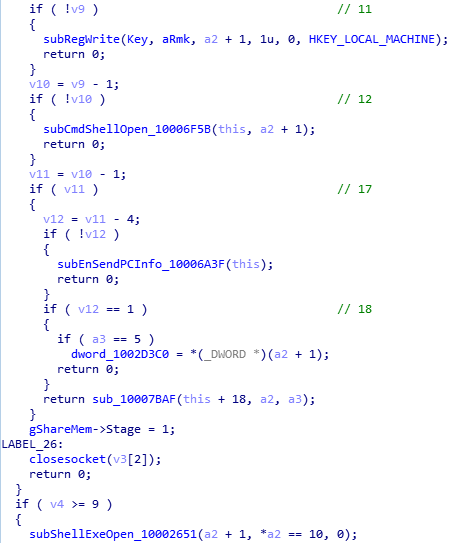 if ( !v9 ) // 11
{
subRegWrite(Key, aRmk, a2 + 1, 1u, 0, HKEY_LOCAL_MACHINE);
return 0;
}
v10 = v9 - 1;
if ( !v10 ) // 12
{
subCmdShellOpen_10006F5B(this, a2 + 1);
return 0;
}
v11 = v10 - 1;
if ( v11 ) // 17
{
v12 = v11 - 4;
if ( !v12 )
{
subEnSendPCInfo_10006A3F(this);
return 0;
}
if ( v12 == 1 ) // 18
{
if ( a3 == 5 )
dword_1002D3C0 = *(_DWORD *)(a2 + 1);
return 0;
}
return sub_10007BAF(this + 18, a2, a3);
}
gShareMem->Stage = 1;
LABEL_26:
closesocket(v3[2]);
return 0;
}
if ( v4 >= 9 )
{
subShellExeOpen_10002651(a2 + 1, *a2 == 10, 0);